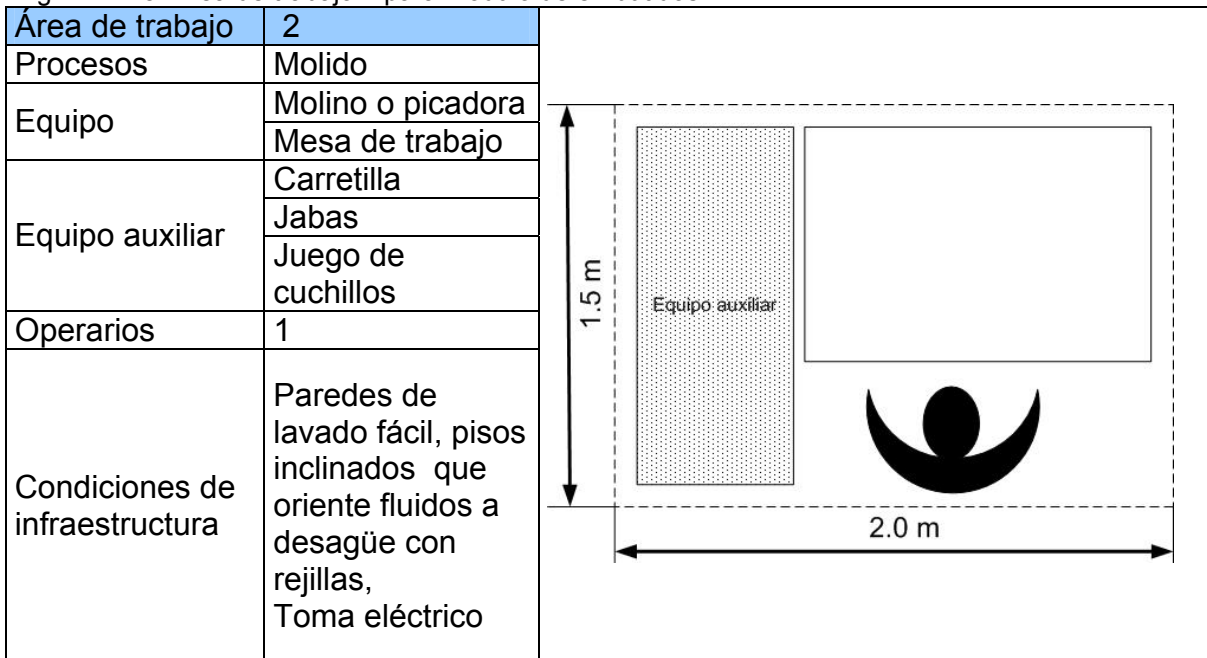 Área de trabajo 2
Procesos Molido
Equipo Molino o picadora
Mesa de trabajo
Equipo auxiliar Carretilla
Jabas
Juego de
cuchillos
Operarios 1
Condiciones de
infraestructura
Paredes de
lavado fácil, pisos
inclinados que
oriente fluidos a
desagüe con
rejillas,
Toma eléctrico
1.5 m
Equipo auxiliar
2.0 m